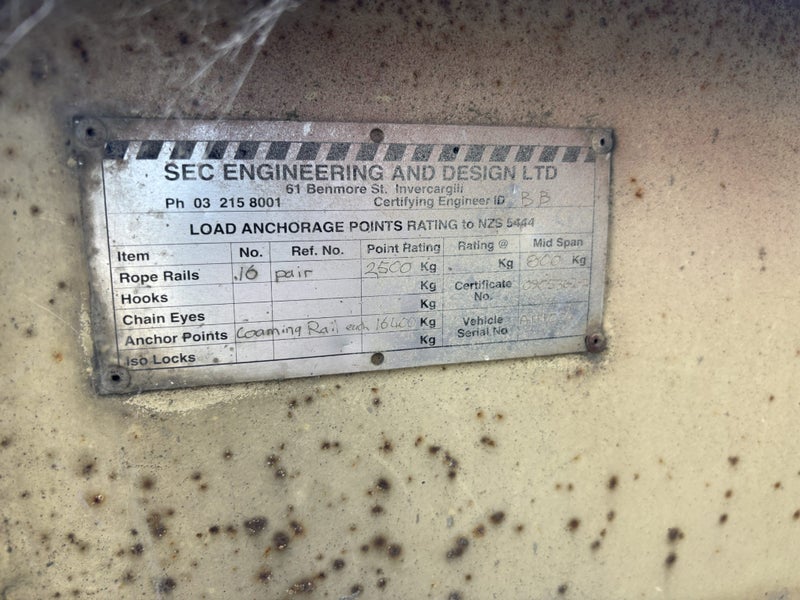 SEC ENGINEERING AND DESIGN LTD
61 Benmore St. Invercargill
Ph 03 215 8001 Certifying Engineer ID BB
LOAD ANCHORAGE POINTS RATING to NZS 5444
Item No. Ref. No. Point Rating Rating @ Mid Span
Rope Rails .16 pair 2500 Kg Kg 600 Kg
Hooks Kg Certificate No.
Chain Eyes Kg
Anchor Points Coaming Rail each 16400 Kg Vehicle Serial No
Iso Locks Kg